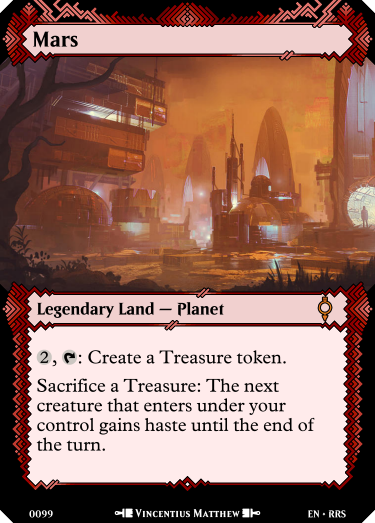 Mars
Legendary Land — Planet
2, T: Create a Treasure token.
Sacrifice a Treasure: The next
creature that enters under your
control gains haste until the end of
the turn.
0099 Vincentius Matthew EN • RRS